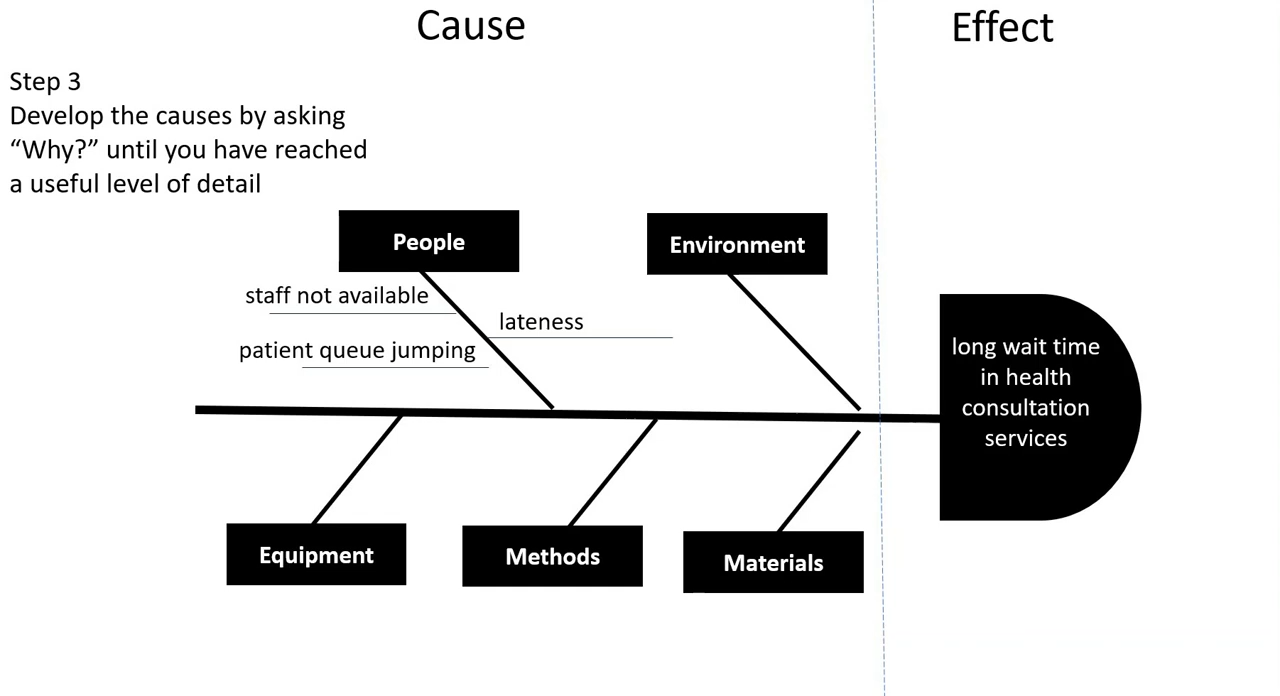 Cause
Effect
Step 3
Develop the causes by asking
“Why?” until you have reached
a useful level of detail
People
Environment
staff not available
lateness
patient queue jumping
long wait time
in health
consultation
services
Equipment
Methods
Materials